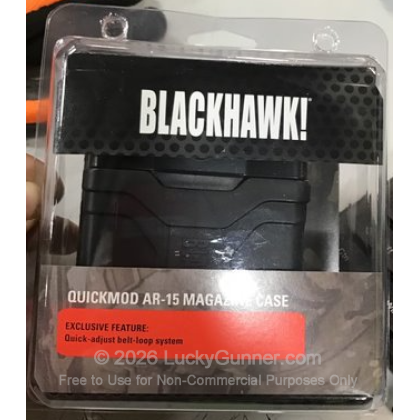 BLACKHAWK!
QUICKMOD AR-15 MAGAZINE CASE
EXCLUSIVE FEATURE:
Quick-adjust belt-loop system
© 2026 LuckyGunner.com
Free to Use for Non-Commercial Purposes Only